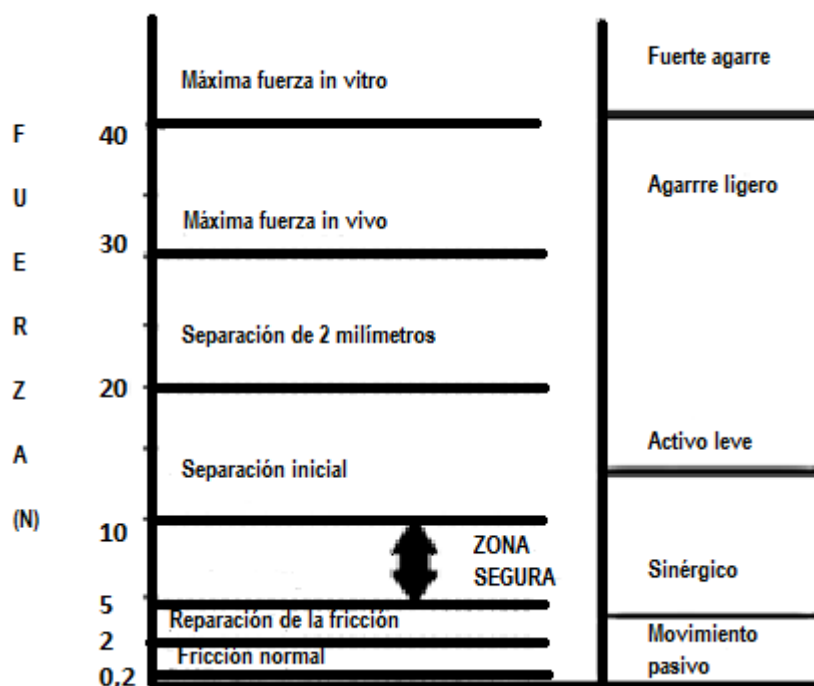 Máxima fuerza in vitro
Fuerte agarre
F
40
U
Agarrre ligero
Máxima fuerza in vivo
30
E
R
Separación de 2 milímetros
Z
20
A
Activo leve
Separación inicial
(N)
10
ZONA
SEGURA
Sinérgico
5
Reparación de la fricción
Movimiento
pasivo
2
Fricción normal
0.2